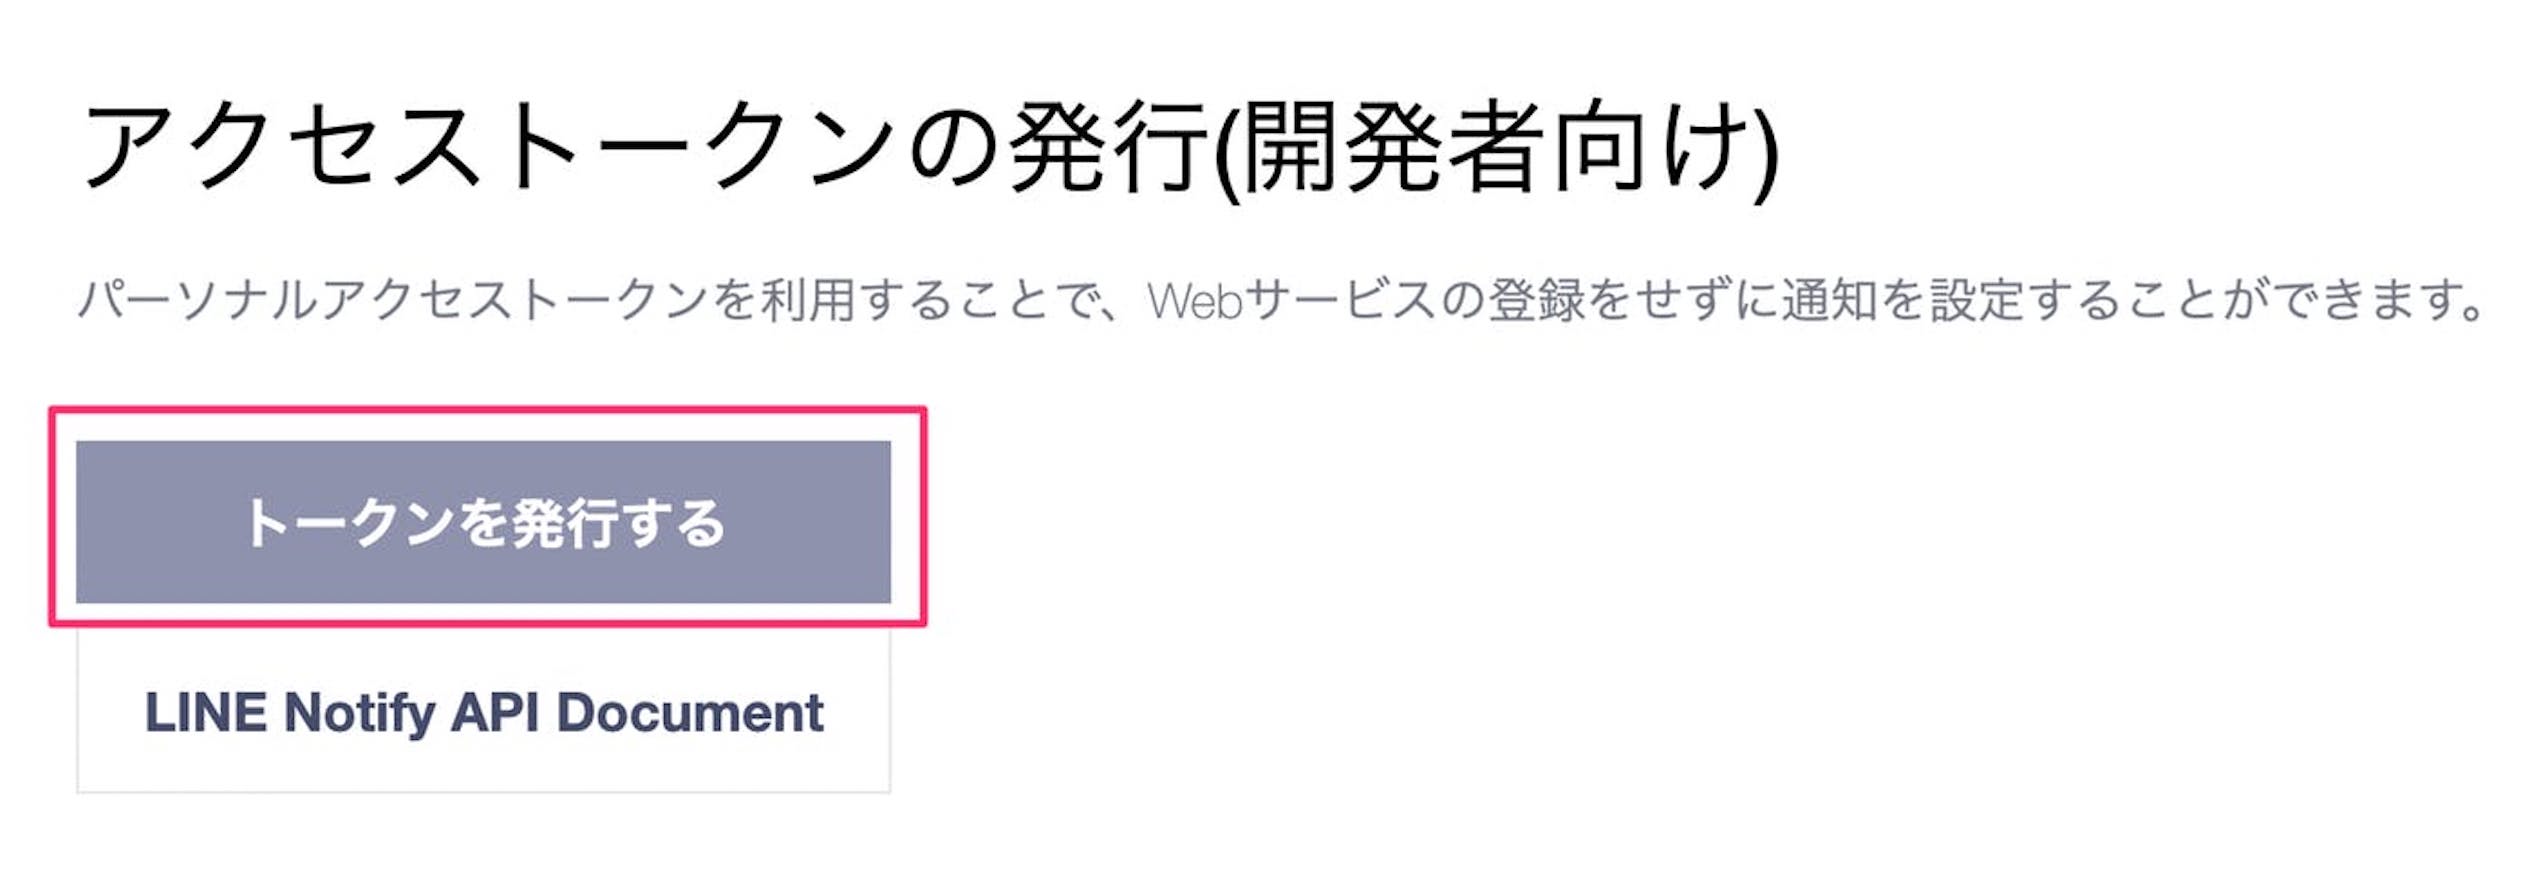 アクセストークンの発行(開発者向け)
パーソナルアクセストークンを利用することで、Webサービスの登録をせずに通知を設定することができます。
トークンを発行する
LINE Notify API Document